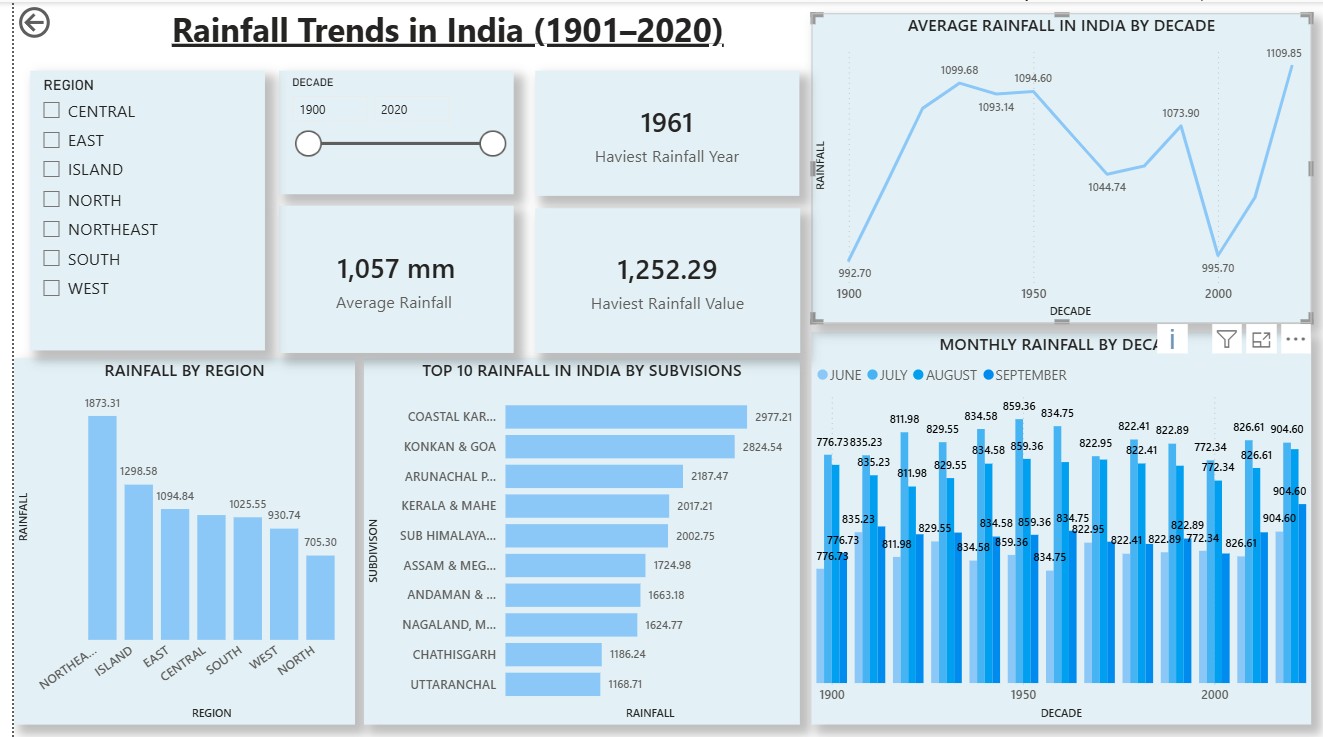 Rainfall Trends in India (1901–2020)
REGION
CENTRAL
EAST
ISLAND
NORTH
NORTHEAST
SOUTH
WEST
DECADE
1900 2020
1961
Haviest Rainfall Year
1,057 mm
Average Rainfall
1,252.29
Haviest Rainfall Value
AVERAGE RAINFALL IN INDIA BY DECADE
1109.85
1099.68
1094.60
1093.14
1073.90
1044.74
992.70
995.70
RAINFALL
1900 1950 2000
DECADE
RAINFALL BY REGION
1873.31
1298.58
1094.84
1025.55
930.74
705.30
RAINFALL
NORTHEA... ISLAND EAST CENTRAL SOUTH WEST NORTH
REGION
TOP 10 RAINFALL IN INDIA BY SUBVISIONS
SUBDIVISON
COASTAL KAR... 2977.21
KONKAN & GOA 2824.54
ARUNACHAL P... 2187.47
KERALA & MAHE 2017.21
SUB HIMALAYA... 2002.75
ASSAM & MEG... 1724.98
ANDAMAN & ... 1663.18
NAGALAND, M... 1624.77
CHATHISGARH 1186.24
UTTARANCHAL 1168.71
RAINFALL
MONTHLY RAINFALL BY DECA
JUNE JULY AUGUST SEPTEMBER
776.73 835.23 811.98 829.55 834.58 859.36 834.75 822.95 822.41 822.89 772.34 826.61 904.60
835.23 811.98 829.55 834.58 859.36 822.41 772.34 826.61 904.60
776.73 835.23 829.55 834.58 859.36 834.75 822.95 822.89 904.60
776.73 811.98 834.58 859.36 834.75 822.41 822.89 772.34 826.61
1900 1950 2000
DECADE